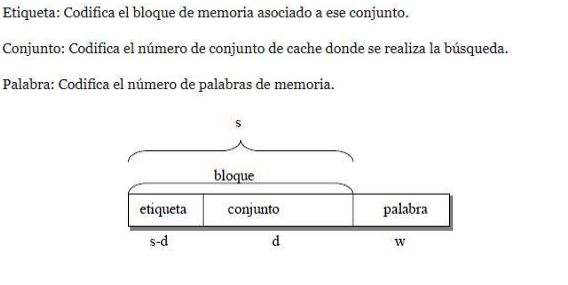 Etiqueta: Codifica el bloque de memoria asociado a ese conjunto.
Conjunto: Codifica el número de conjunto de cache donde se realiza la búsqueda.
Palabra: Codifica el número de palabras de memoria.
s
bloque
etiqueta conjunto palabra
s-d d w